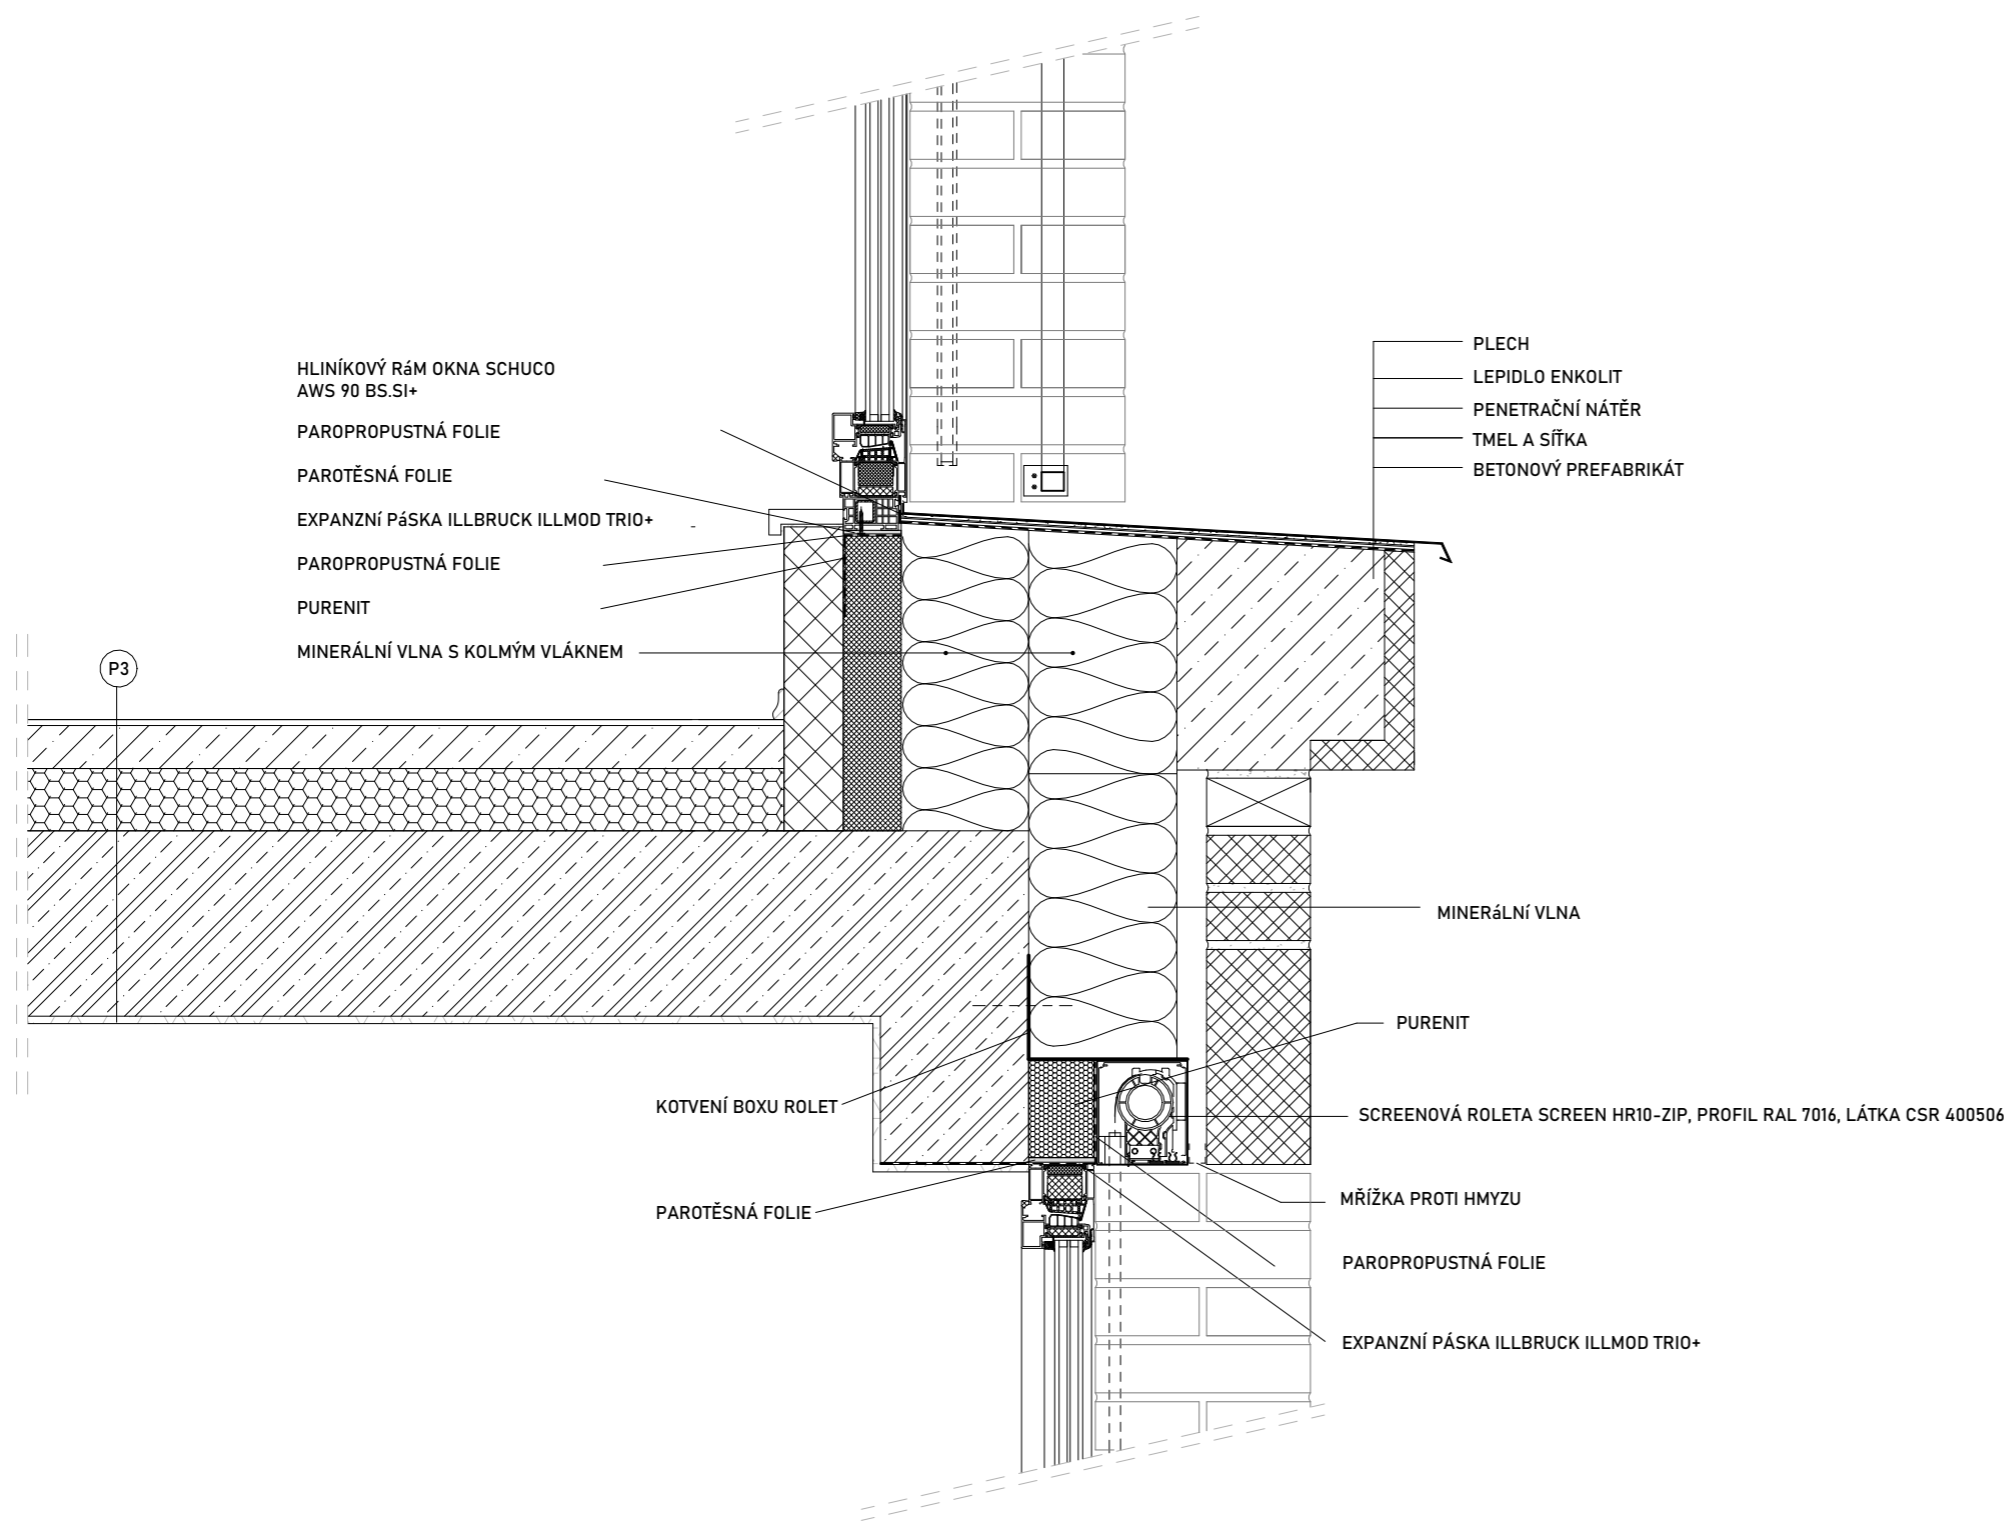 HLINÍKOVÝ RáM OKNA SCHUCO
AWS 90 BS.SI+
PAROPROPUSTNÁ FOLIE
PAROTĚSNÁ FOLIE
EXPANZNÍ PáSKA ILLBRUCK ILLMOD TRIO+
PAROPROPUSTNÁ FOLIE
PURENIT
MINERÁLNÍ VLNA S KOLMÝM VLÁKNEM
P3
PLECH
LEPIDLO ENKOLIT
PENETRAČNÍ NÁTĚR
TMEL A SÍŤKA
BETONOVÝ PREFABRIKÁT
MINERáLNí VLNA
PURENIT
KOTVENÍ BOXU ROLET
SCREENOVÁ ROLETA SCREEN HR10-ZIP, PROFIL RAL 7016, LÁTKA CSR 400506
PAROTĚSNÁ FOLIE
MŘÍŽKA PROTI HMYZU
PAROPROPUSTNÁ FOLIE
EXPANZNÍ PÁSKA ILLBRUCK ILLMOD TRIO+